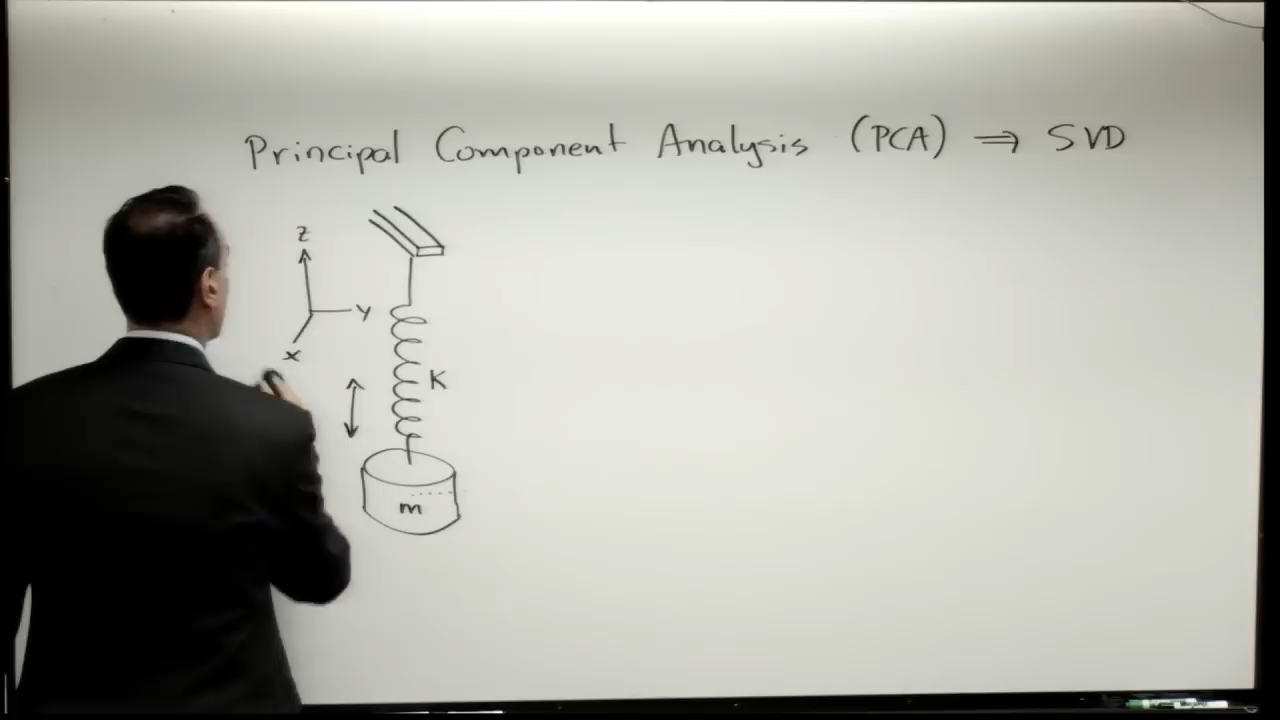 Principal Component Analysis (PCA) ⇒ SVD
z
y
x
K
m